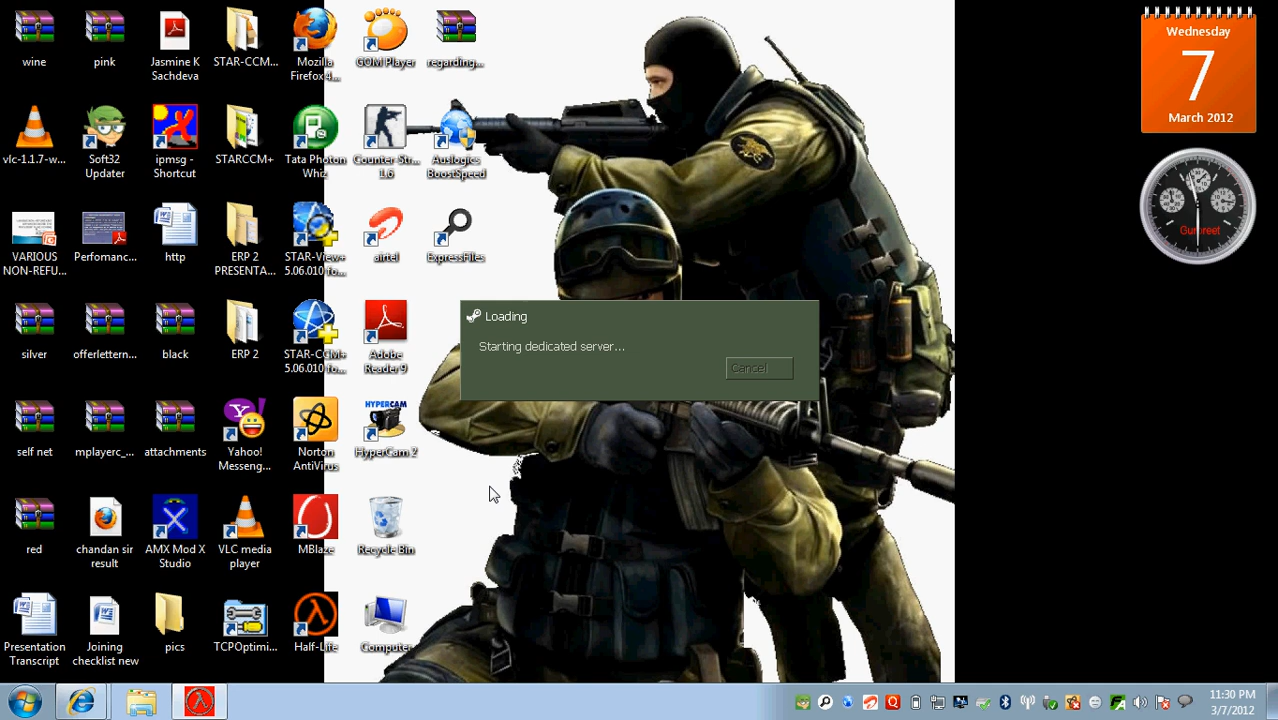 wine
pink
Jasmine K
Sachdeva
STAR-CCM...
Mozilla
Firefox 4...
GOM Player
regarding...
vlc-1.1.7-w...
Soft32
Updater
ipmsg -
Shortcut
STARCCM+
Tata Photon
Whiz
Counter-Str...
1.6
Auslogics
BoostSpeed
VARIOUS
NON-REFU...
Perfomanc...
http
ERP 2
PRESENTA...
STAR-View+
5.06.010 fo...
airtel
ExpressFiles
silver
offerlettern...
black
ERP 2
STAR-CCM+
5.06.010 fo...
Adobe
Reader 9
self net
mplayerc_...
attachments
Yahoo!
Messeng...
Norton
AntiVirus
HYPERCAM
HyperCam 2
red
chandan sir
result
AMX Mod X
Studio
VLC media
player
MBlaze
Recycle Bin
Presentation
Transcript
Joining
checklist new
pics
TCPOptimi...
Half-Life
Computer
Loading
Starting dedicated server...
Cancel
Wednesday
7
March 2012
Gurpreet
11:30 PM
3/7/2012